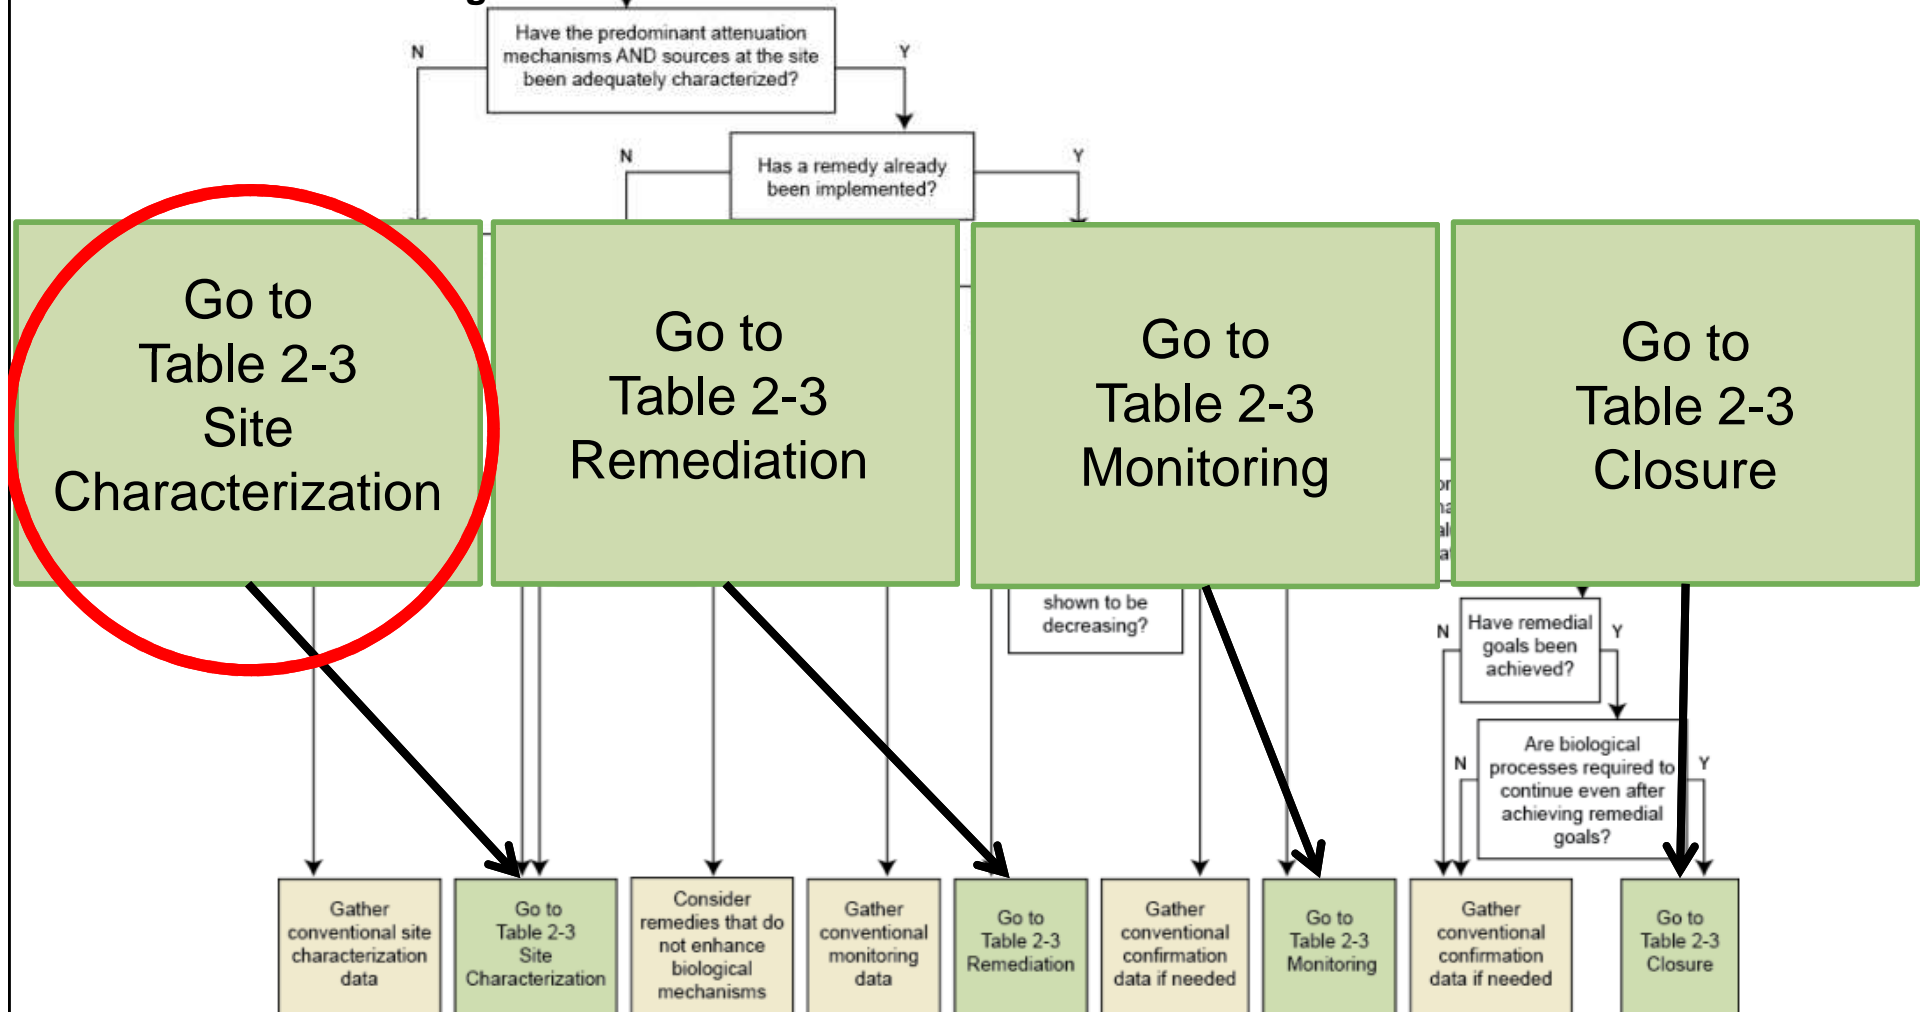 Have the predominant attenuation
mechanisms AND sources at the site
been adequately characterized?
N
Y
Has a remedy already
been implemented?
N
Y
Go to
Table 2-3
Site
Characterization
Go to
Table 2-3
Remediation
Go to
Table 2-3
Monitoring
Go to
Table 2-3
Closure
shown to be
decreasing?
N
Have remedial
goals been
achieved?
Y
N
Are biological
processes required to
continue even after
achieving remedial
goals?
Y
Gather
conventional site
characterization
data
Go to
Table 2-3
Site
Characterization
Consider
remedies that do
not enhance
biological
mechanisms
Gather
conventional
monitoring
data
Go to
Table 2-3
Remediation
Gather
conventional
confirmation
data if needed
Go to
Table 2-3
Monitoring
Gather
conventional
confirmation
data if needed
Go to
Table 2-3
Closure